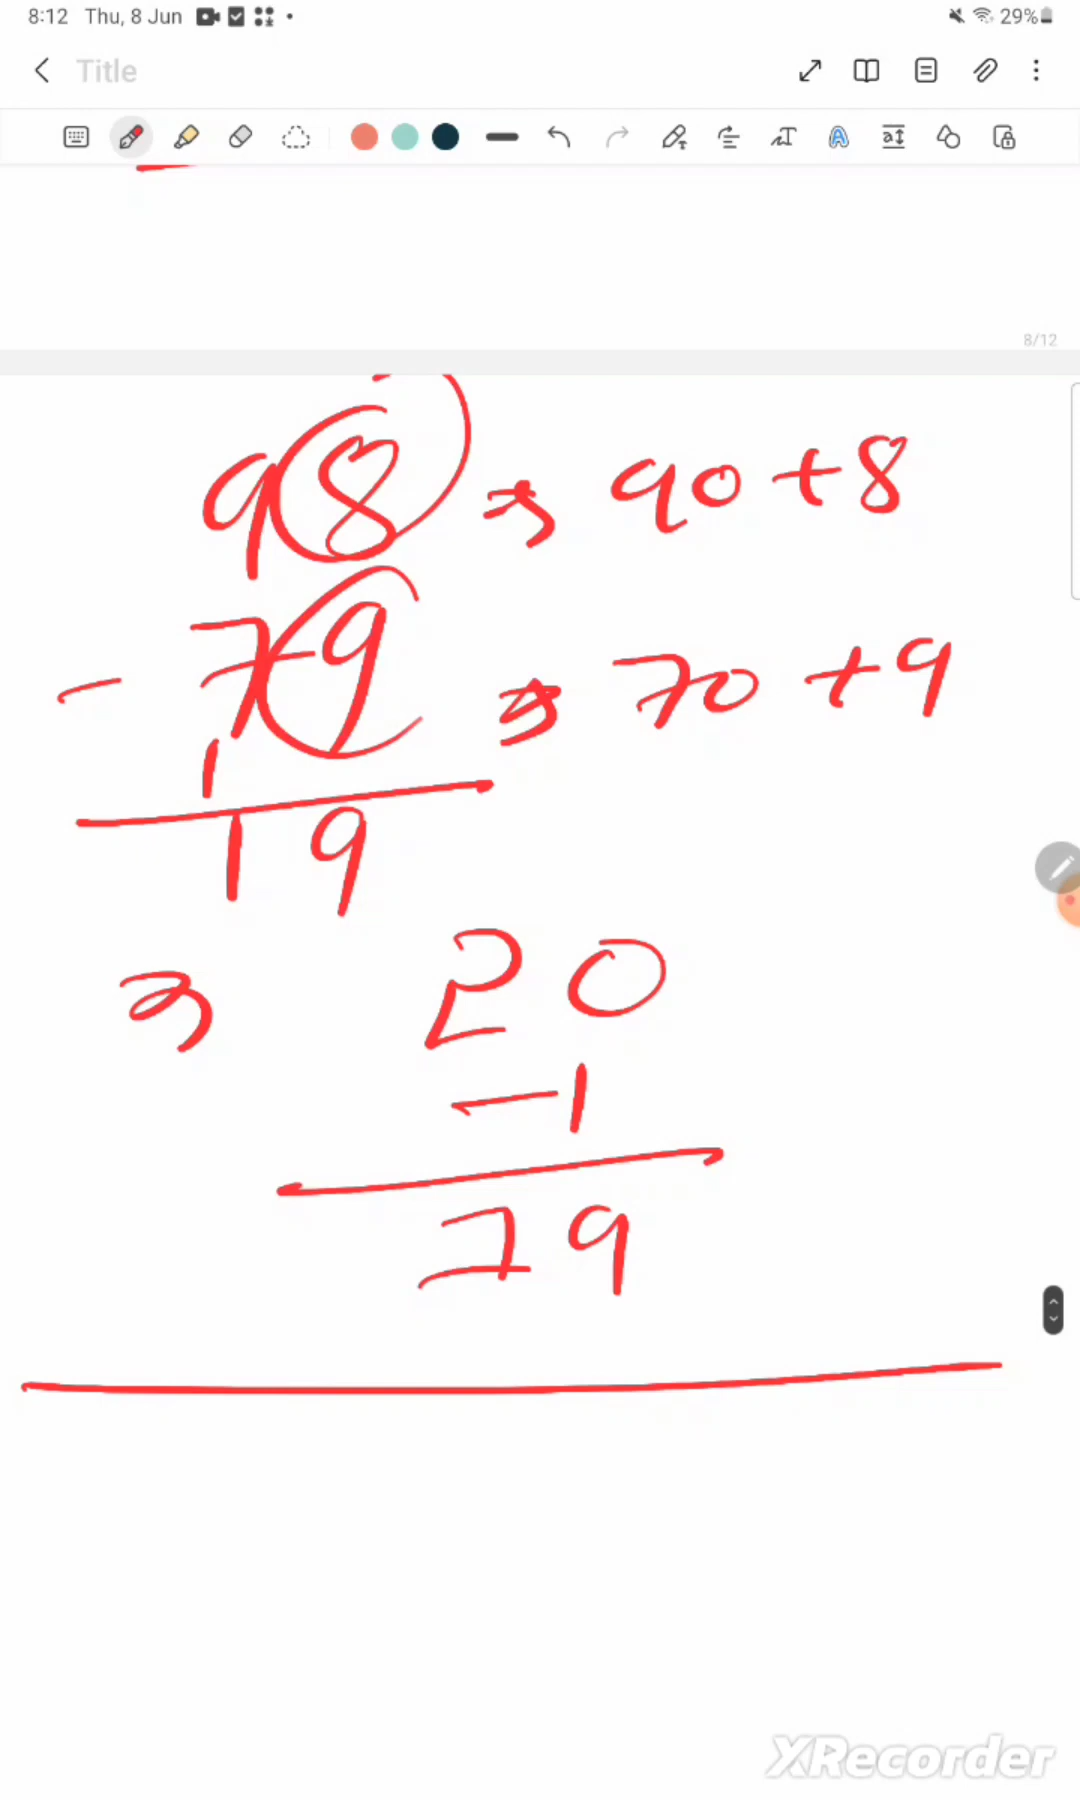 8:12 Thu, 8 Jun 29%
Title
8/12
98 ⇒ 90 + 8
- 79 ⇒ 70 + 9
1
19
⇒ 20
- 1
19
XRecorder